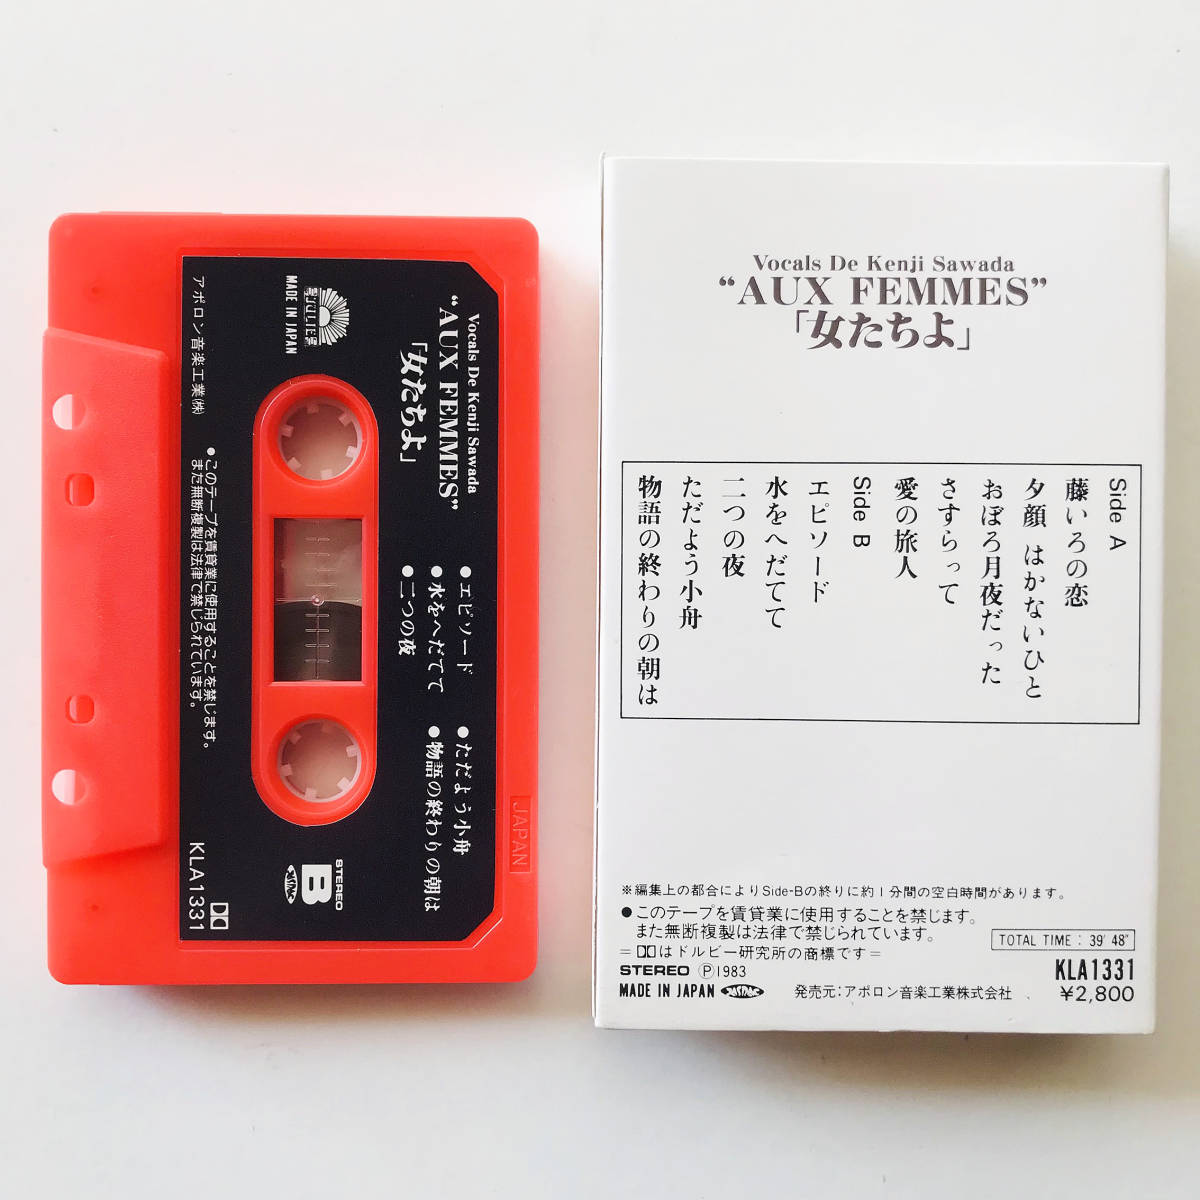 Vocals De Kenji Sawada
“AUX FEMMES”
「女たちよ」
JULIE
MADE IN JAPAN
アポロン音楽工業㈱
●エピソード
●水をへだてて
●二つの夜
●ただよう小舟
●物語の終わりの朝は
●このテープを賃貸業に使用することを禁じます。
また無断複製は法律で禁じられています。
STEREO
B
JASRAC
KLA1331
JAPAN
Vocals De Kenji Sawada
“AUX FEMMES”
「女たちよ」
Side A
藤いろの恋
夕顔 はかないひと
おぼろ月夜だった
さすらって
愛の旅人
Side B
エピソード
水をへだてて
二つの夜
ただよう小舟
物語の終わりの朝は
※編集上の都合によりSide-Bの終りに約1分間の空白時間があります。
●このテープを賃貸業に使用することを禁じます。
また無断複製は法律で禁じられています。
=はドルビー研究所の商標です=
TOTAL TIME : 39' 48"
STEREO Ⓟ1983
KLA1331
MADE IN JAPAN JASRAC 発売元:アポロン音楽工業株式会社
¥2,800